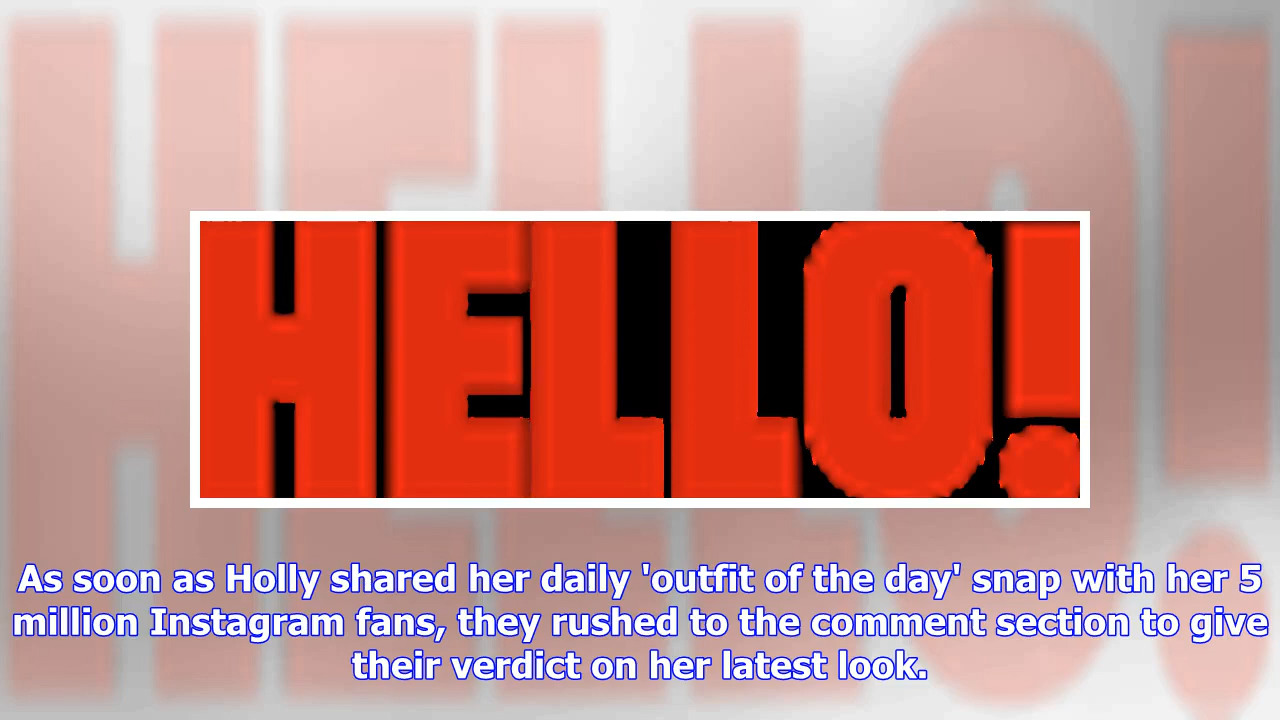 HELLO!
As soon as Holly shared her daily 'outfit of the day' snap with her 5
million Instagram fans, they rushed to the comment section to give
their verdict on her latest look.